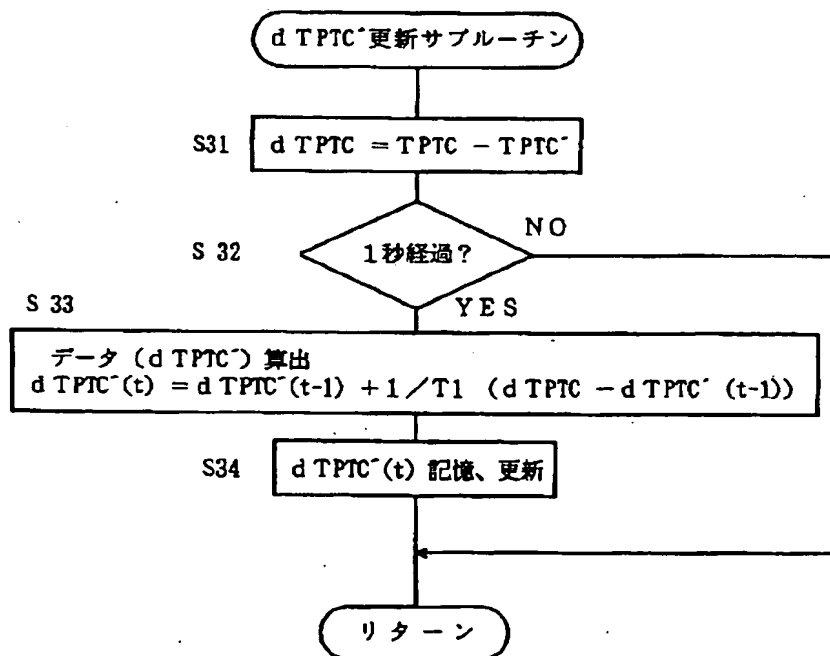 d TPTC^更新サブルーチン
S31
d TPTC = TPTC − TPTC^
S 32
1秒経過?
NO
YES
S 33
データ (d TPTC^) 算出
d TPTC^(t) = d TPTC^(t-1) + 1/T1 (d TPTC − d TPTC^ (t-1))
S34
d TPTC^(t) 記憶、更新
リターン